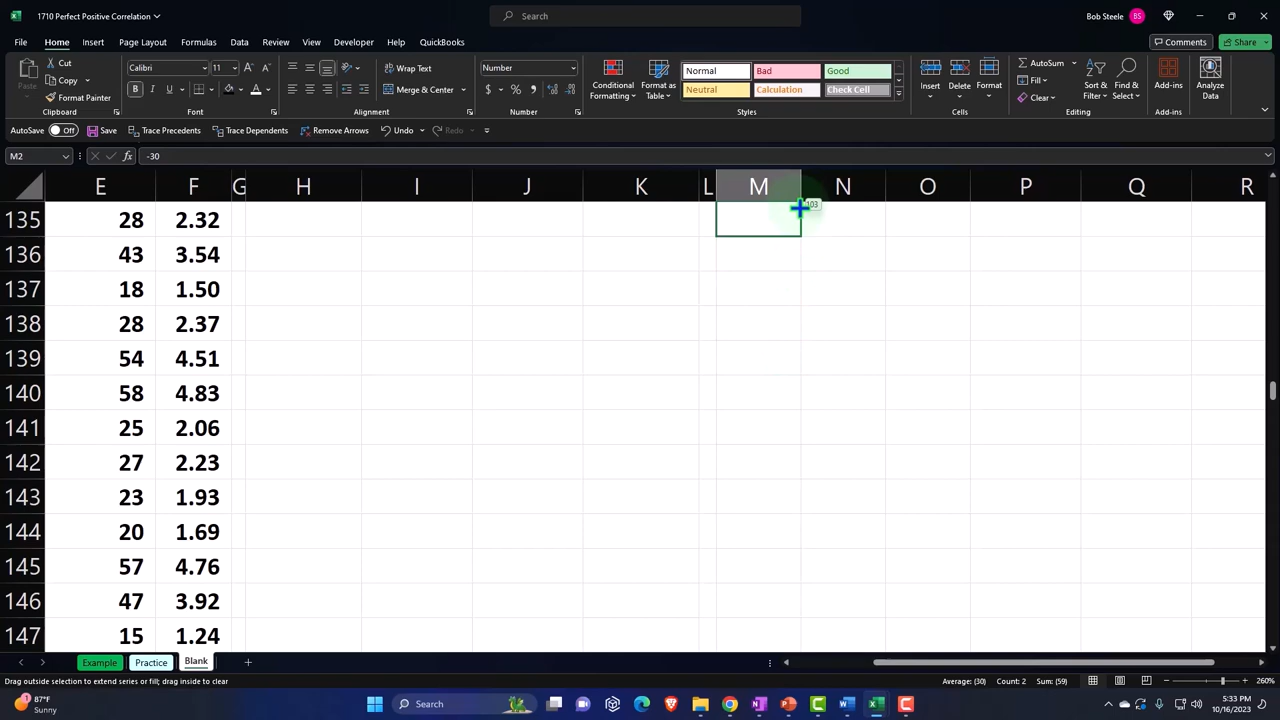 1710 Perfect Positive Correlation
Search
Bob Steele BS
File Home Insert Page Layout Formulas Data Review View Developer Automate Help QuickBooks
Comments Share
Paste Cut Copy Format Painter Clipboard
Calibri 11 B I U Font
Wrap Text Merge & Center Alignment
Number $ % Number
Conditional Formatting Format as Table
Normal Bad Good
Neutral Calculation Check Cell
Styles
Insert Delete Format Cells
AutoSum Fill Clear Sort & Filter Find & Select Editing
Add-ins Add-ins
Analyze Data
AutoSave Off Save Trace Precedents Trace Dependents Remove Arrows Undo Redo
M2 fx -30
E F G H I J K L M N O P Q R
135 28 2.32 103
136 43 3.54
137 18 1.50
138 28 2.37
139 54 4.51
140 58 4.83
141 25 2.06
142 27 2.23
143 23 1.93
144 20 1.69
145 57 4.76
146 47 3.92
147 15 1.24
Example Practice Blank
Drag outside selection to extend series or fill; drag inside to clear Average: (30) Count: 2 Sum: (59) 260%
87°F
Sunny
Search
5:33 PM
10/16/2023